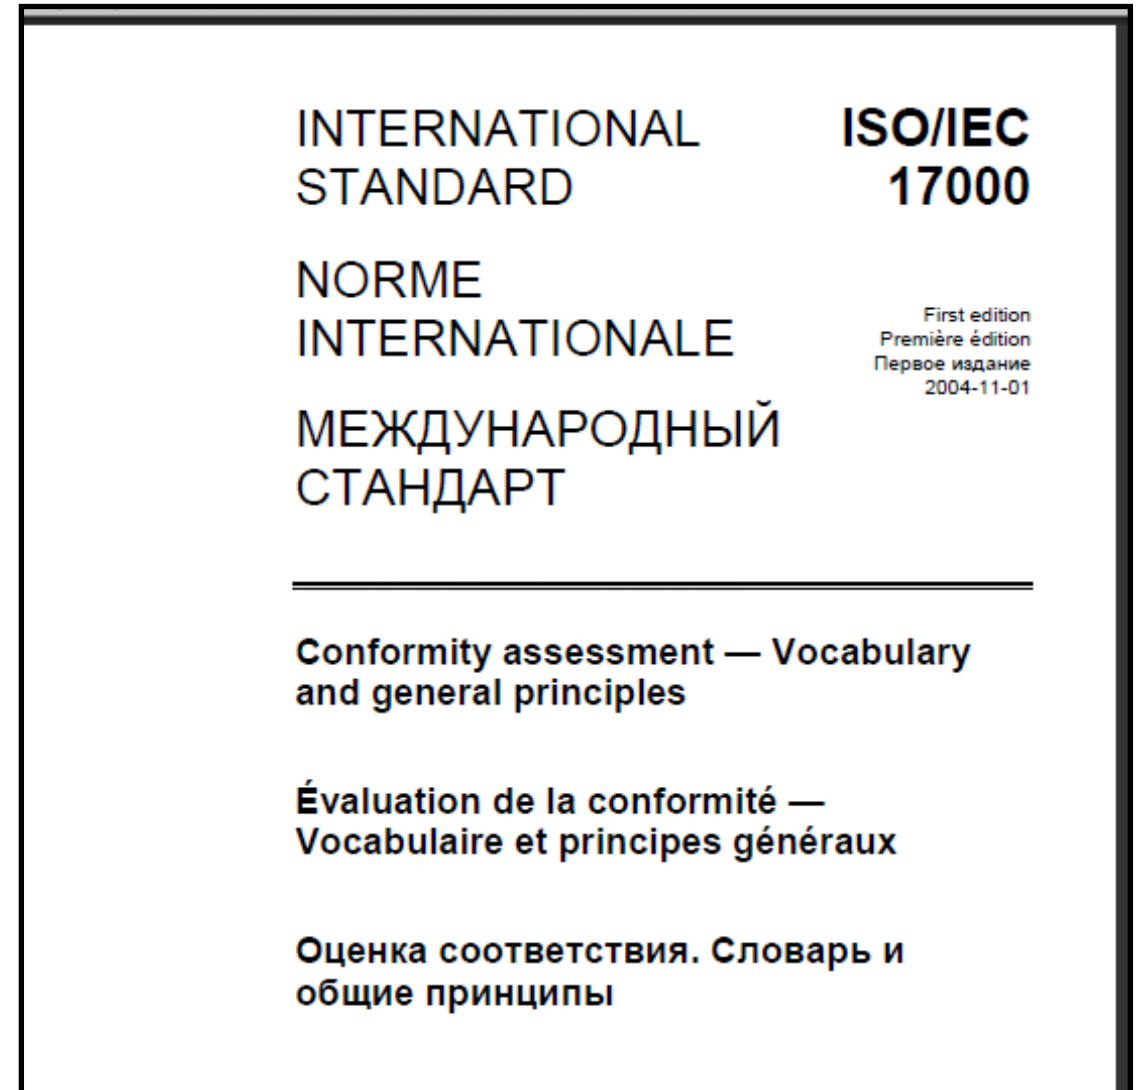 INTERNATIONAL
STANDARD
ISO/IEC
17000
NORME
INTERNATIONALE
First edition
Première édition
Первое издание
2004-11-01
МЕЖДУНАРОДНЫЙ
СТАНДАРТ
Conformity assessment — Vocabulary
and general principles
Évaluation de la conformité —
Vocabulaire et principes généraux
Оценка соответствия. Словарь и
общие принципы